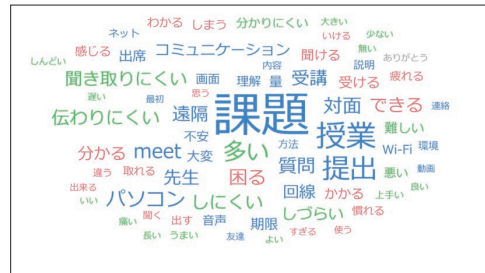 わかる しまう 分かりにくい 大きい
ネット いける 少ない
しんどい 感じる 出席 コミュニケーション 聞ける 無い ありがとう
内容 説明
聞き取りにくい 画面 理解 量 受講 受ける 疲れる
遅い 最初 思う
伝わりにくい 遠隔 課題 対面 できる 連絡
不安 授業 難しい
分かる meet 大変 多い 方法 Wi-Fi 環境
違う 取れる 先生 困る 質問 提出 悪い 動画
出来る いい パソコン しにくい 回線 かかる 上手い 良い
痛い 聞く 出す 音声 期限 しづらい 慣れる
長い うまい 友達 よい すぎる 使う